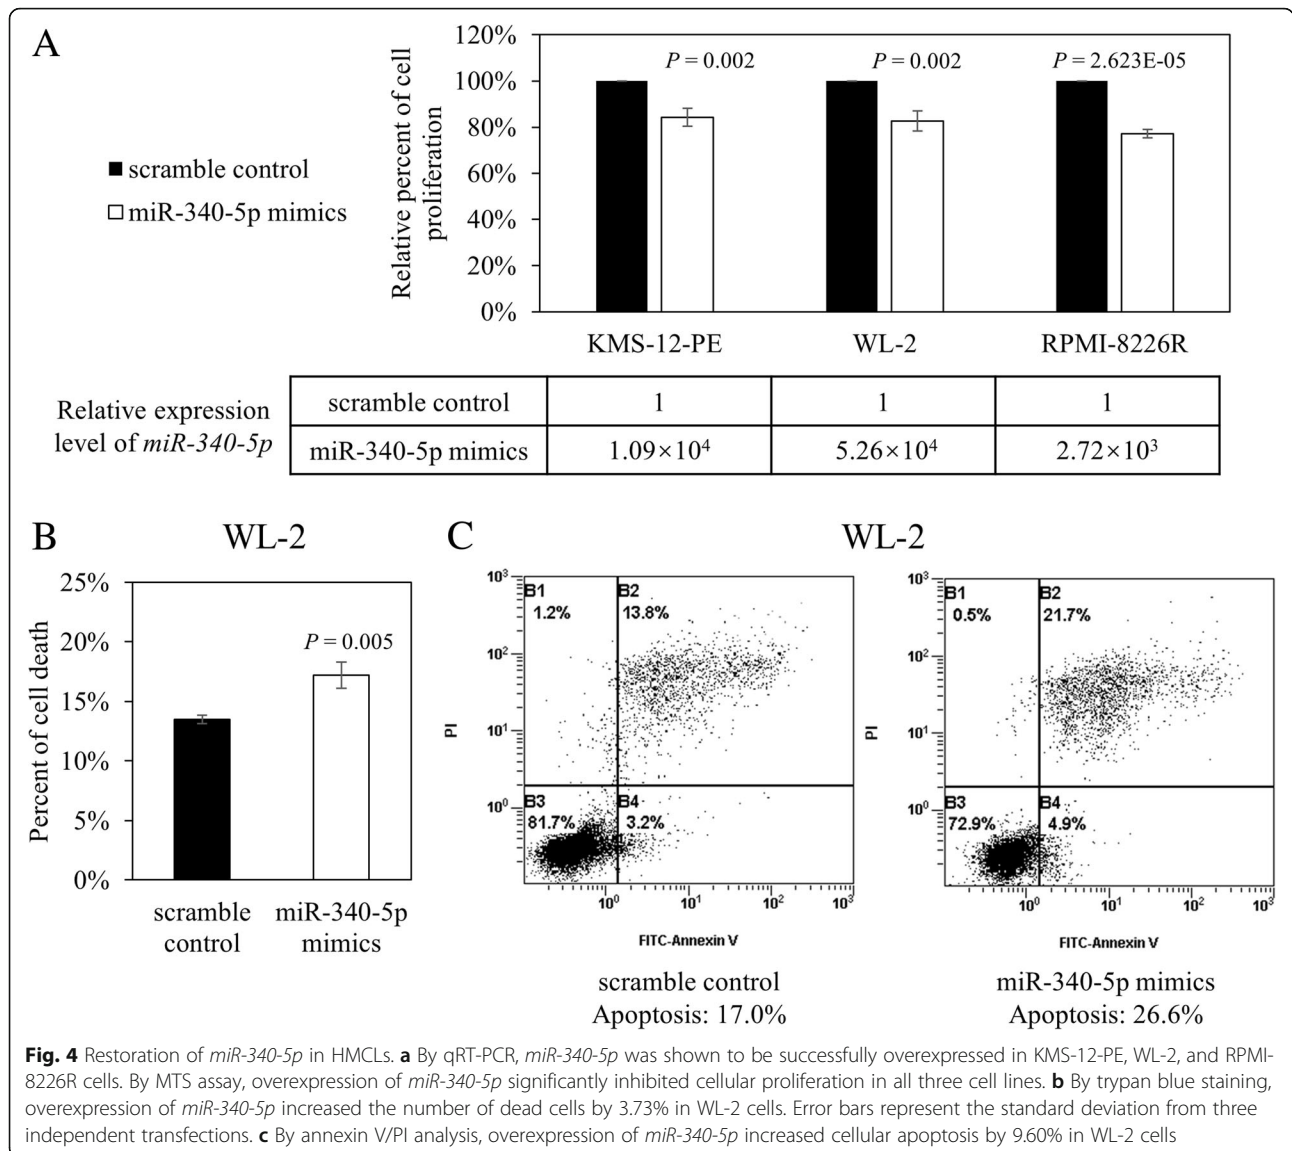 A
120%
100%
80%
60%
40%
20%
0%
Relative percent of cell
proliferation
scramble control
miR-340-5p mimics
P = 0.002
P = 0.002
P = 2.623E-05
KMS-12-PE
WL-2
RPMI-8226R
Relative expression
level of miR-340-5p
scramble control 1 1 1
miR-340-5p mimics 1.09×10⁴ 5.26×10⁴ 2.72×10³
B
WL-2
25%
20%
15%
10%
5%
0%
Percent of cell death
P = 0.005
scramble
control
miR-340-5p
mimics
C
WL-2
10³
10²
10¹
10⁰
PI
B1
1.2%
B2
13.8%
B3
81.7%
B4
3.2%
10⁰ 10¹ 10² 10³
FITC-Annexin V
scramble control
Apoptosis: 17.0%
10³
10²
10¹
10⁰
PI
B1
0.5%
B2
21.7%
B3
72.9%
B4
4.9%
10⁰ 10¹ 10² 10³
FITC-Annexin V
miR-340-5p mimics
Apoptosis: 26.6%
Fig. 4 Restoration of miR-340-5p in HMCLs. a By qRT-PCR, miR-340-5p was shown to be successfully overexpressed in KMS-12-PE, WL-2, and RPMI-
8226R cells. By MTS assay, overexpression of miR-340-5p significantly inhibited cellular proliferation in all three cell lines. b By trypan blue staining,
overexpression of miR-340-5p increased the number of dead cells by 3.73% in WL-2 cells. Error bars represent the standard deviation from three
independent transfections. c By annexin V/PI analysis, overexpression of miR-340-5p increased cellular apoptosis by 9.60% in WL-2 cells